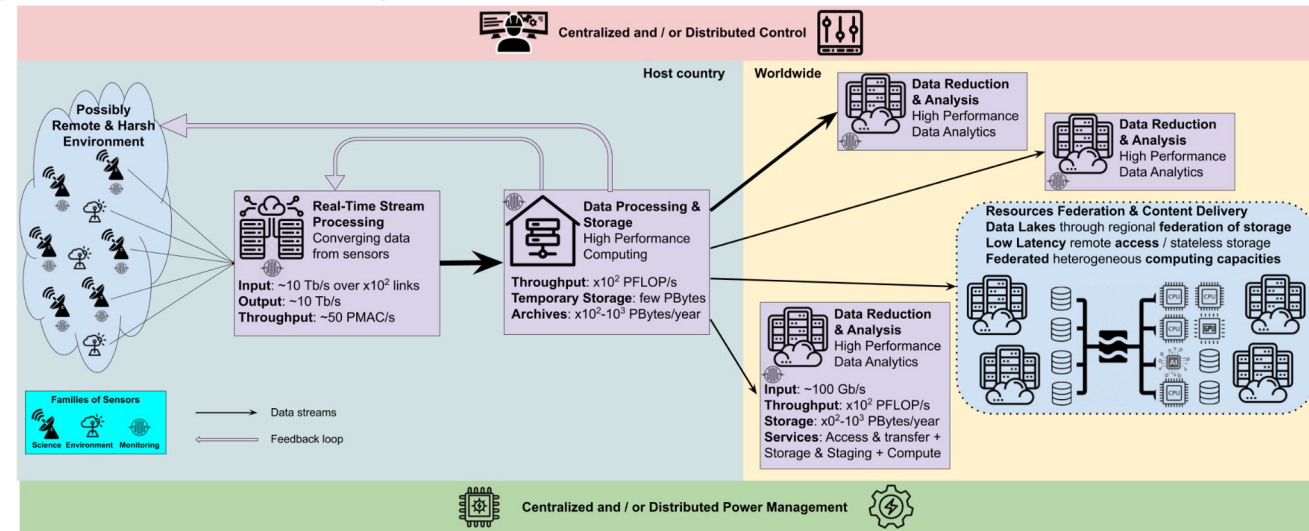 Centralized and / or Distributed Control
Host country
Worldwide
Possibly
Remote & Harsh
Environment
Real-Time Stream
Processing
Converging data
from sensors
Input: ~10 Tb/s over x10² links
Output: ~10 Tb/s
Throughput: ~50 PMAC/s
Data Processing &
Storage
High Performance
Computing
Throughput: x10² PFLOP/s
Temporary Storage: few PBytes
Archives: x10²-10³ PBytes/year
Data Reduction
& Analysis
High Performance
Data Analytics
Data Reduction
& Analysis
High Performance
Data Analytics
Resources Federation & Content Delivery
Data Lakes through regional federation of storage
Low Latency remote access / stateless storage
Federated heterogeneous computing capacities
CPU
CPU
CPU
GPU
AI
CPU
Data Reduction
& Analysis
High Performance
Data Analytics
Input: ~100 Gb/s
Throughput: x10² PFLOP/s
Storage: x0²-10³ PBytes/year
Services: Access & transfer +
Storage & Staging + Compute
Families of Sensors
Science Environment Monitoring
Data streams
Feedback loop
Centralized and / or Distributed Power Management